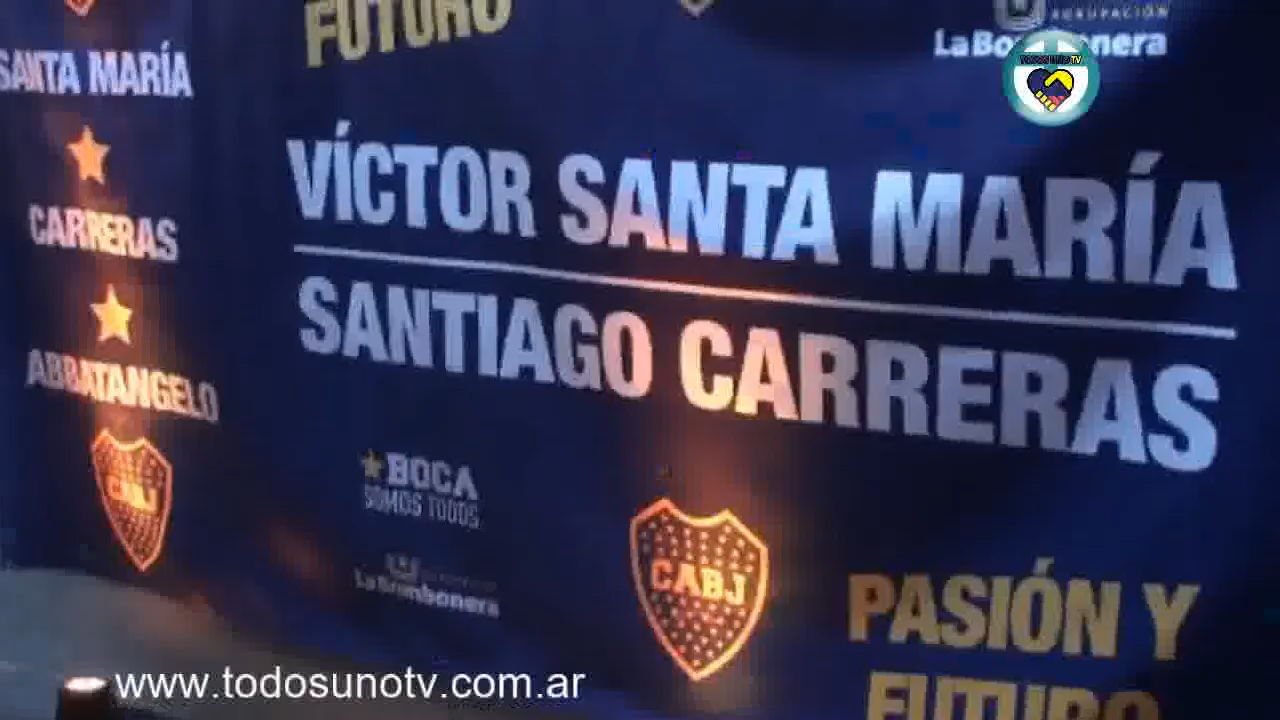 SANTA MARÍA
CARRERAS
ABBATANGELO
CABJ
FUTURO
AGRUPACIÓN
La Bombonera
TODOSUNOTV
VÍCTOR SANTA MARÍA
SANTIAGO CARRERAS
BOCA
SOMOS TODOS
La Bombonera
CABJ
PASIÓN Y
FUTURO
www.todosunotv.com.ar